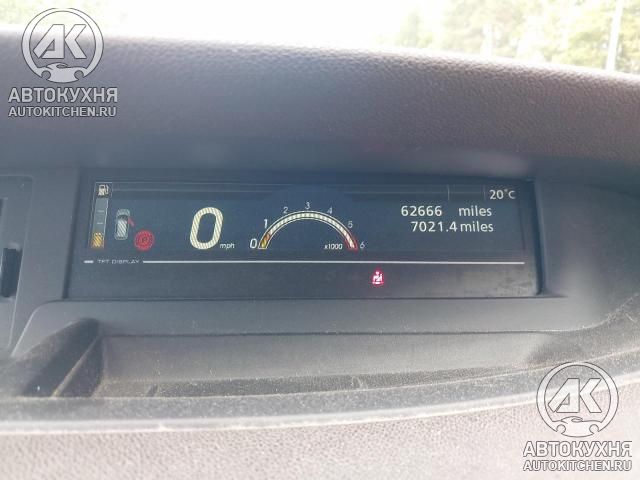 АК
АВТОКУХНЯ
AUTOKITCHEN.RU
20°C
0 mph
0 1 2 3 4 5 6
x1000
62666 miles
7021.4 miles
TFT DISPLAY
АК
АВТОКУХНЯ
AUTOKITCHEN.RU